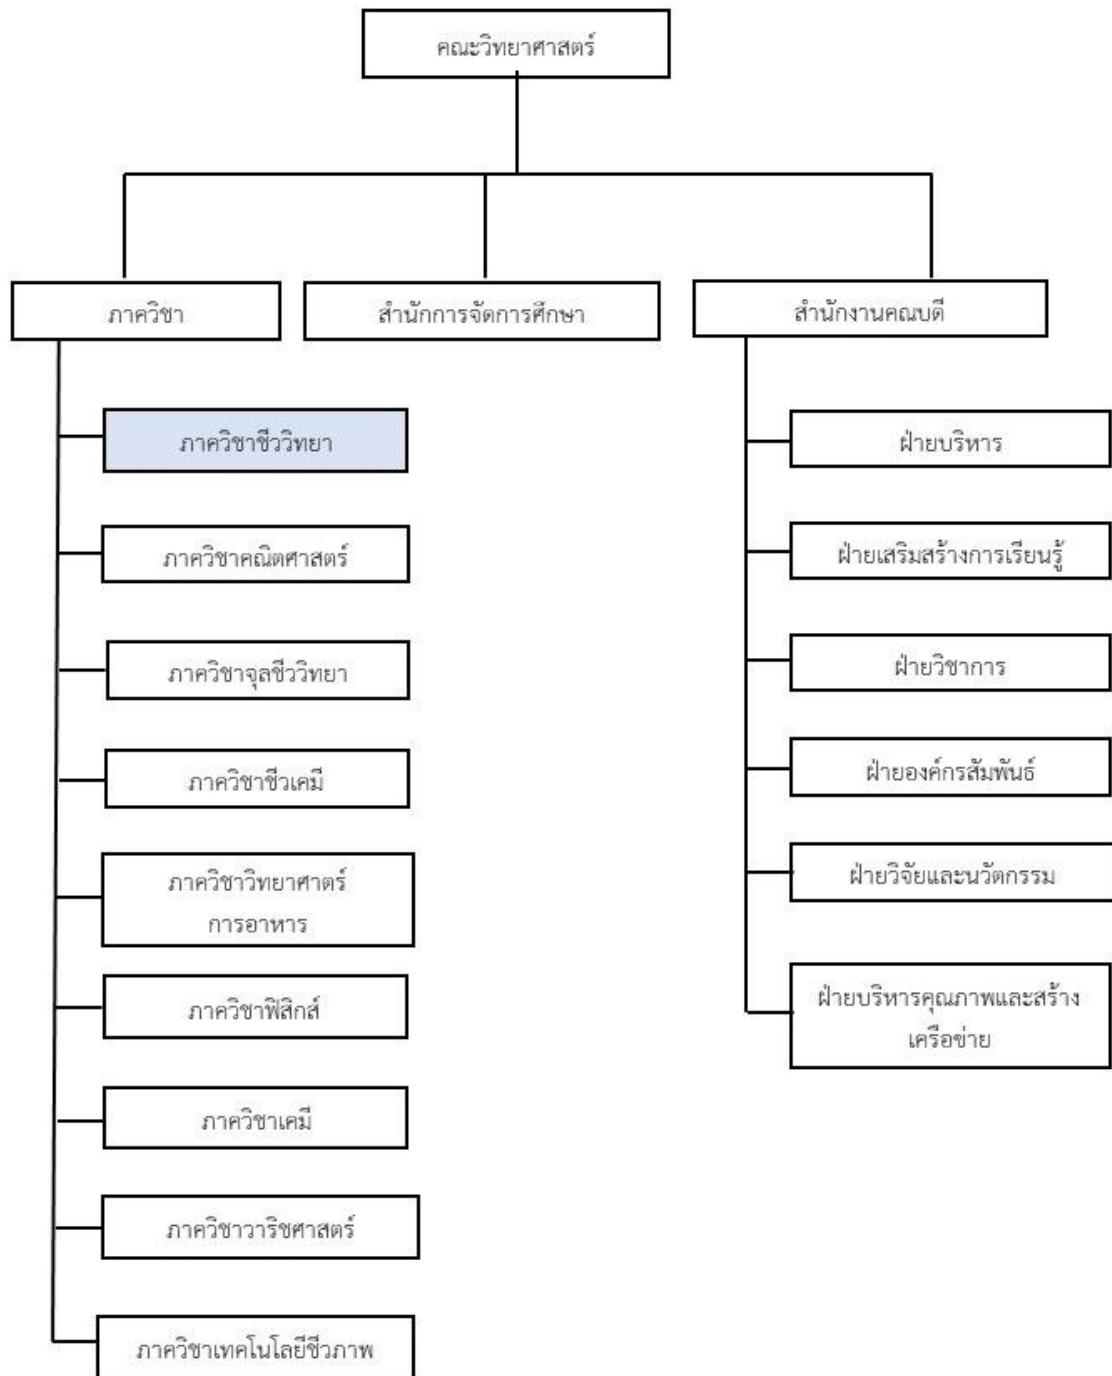 คณะวิทยาศาสตร์
ภาควิชา
สำนักการจัดการศึกษา
สำนักงานคณบดี
ภาควิชาชีววิทยา
ภาควิชาคณิตศาสตร์
ภาควิชาจุลชีววิทยา
ภาควิชาชีวเคมี
ภาควิชาวิทยาศาตร์
การอาหาร
ภาควิชาฟิสิกส์
ภาควิชาเคมี
ภาควิชาวาริชศาสตร์
ภาควิชาเทคโนโลยีชีวภาพ
ฝ่ายบริหาร
ฝ่ายเสริมสร้างการเรียนรู้
ฝ่ายวิชาการ
ฝ่ายองค์กรสัมพันธ์
ฝ่ายวิจัยและนวัตกรรม
ฝ่ายบริหารคุณภาพและสร้าง
เครือข่าย